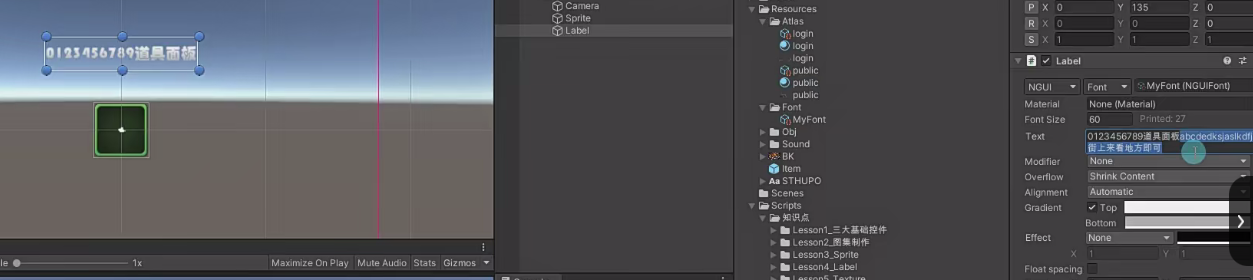 0123456789道具面板
le
1x
Maximize On Play
Mute Audio
Stats
Gizmos
Camera
Sprite
Label
Resources
Atlas
login
login
login
public
public
public
Font
MyFont
Obj
Sound
BK
Item
Aa STHUPO
Scenes
Scripts
知识点
Lesson1_三大基础控件
Lesson2_图集制作
Lesson3_Sprite
Lesson4_Label
Lesson5_Texture
P X 0 Y 135 Z 0
R X 0 Y 0 Z 0
S X 1 Y 1 Z 1
# Label
NGUI Font MyFont (NGUIFont)
Material None (Material)
Font Size 60 Printed: 27
Text 0123456789道具面板abcdedksjaslkdfj
街上来看地方即可
Modifier None
Overflow Shrink Content
Alignment Automatic
Gradient Top
Bottom
Effect None
X 1 Y 1
Float spacing